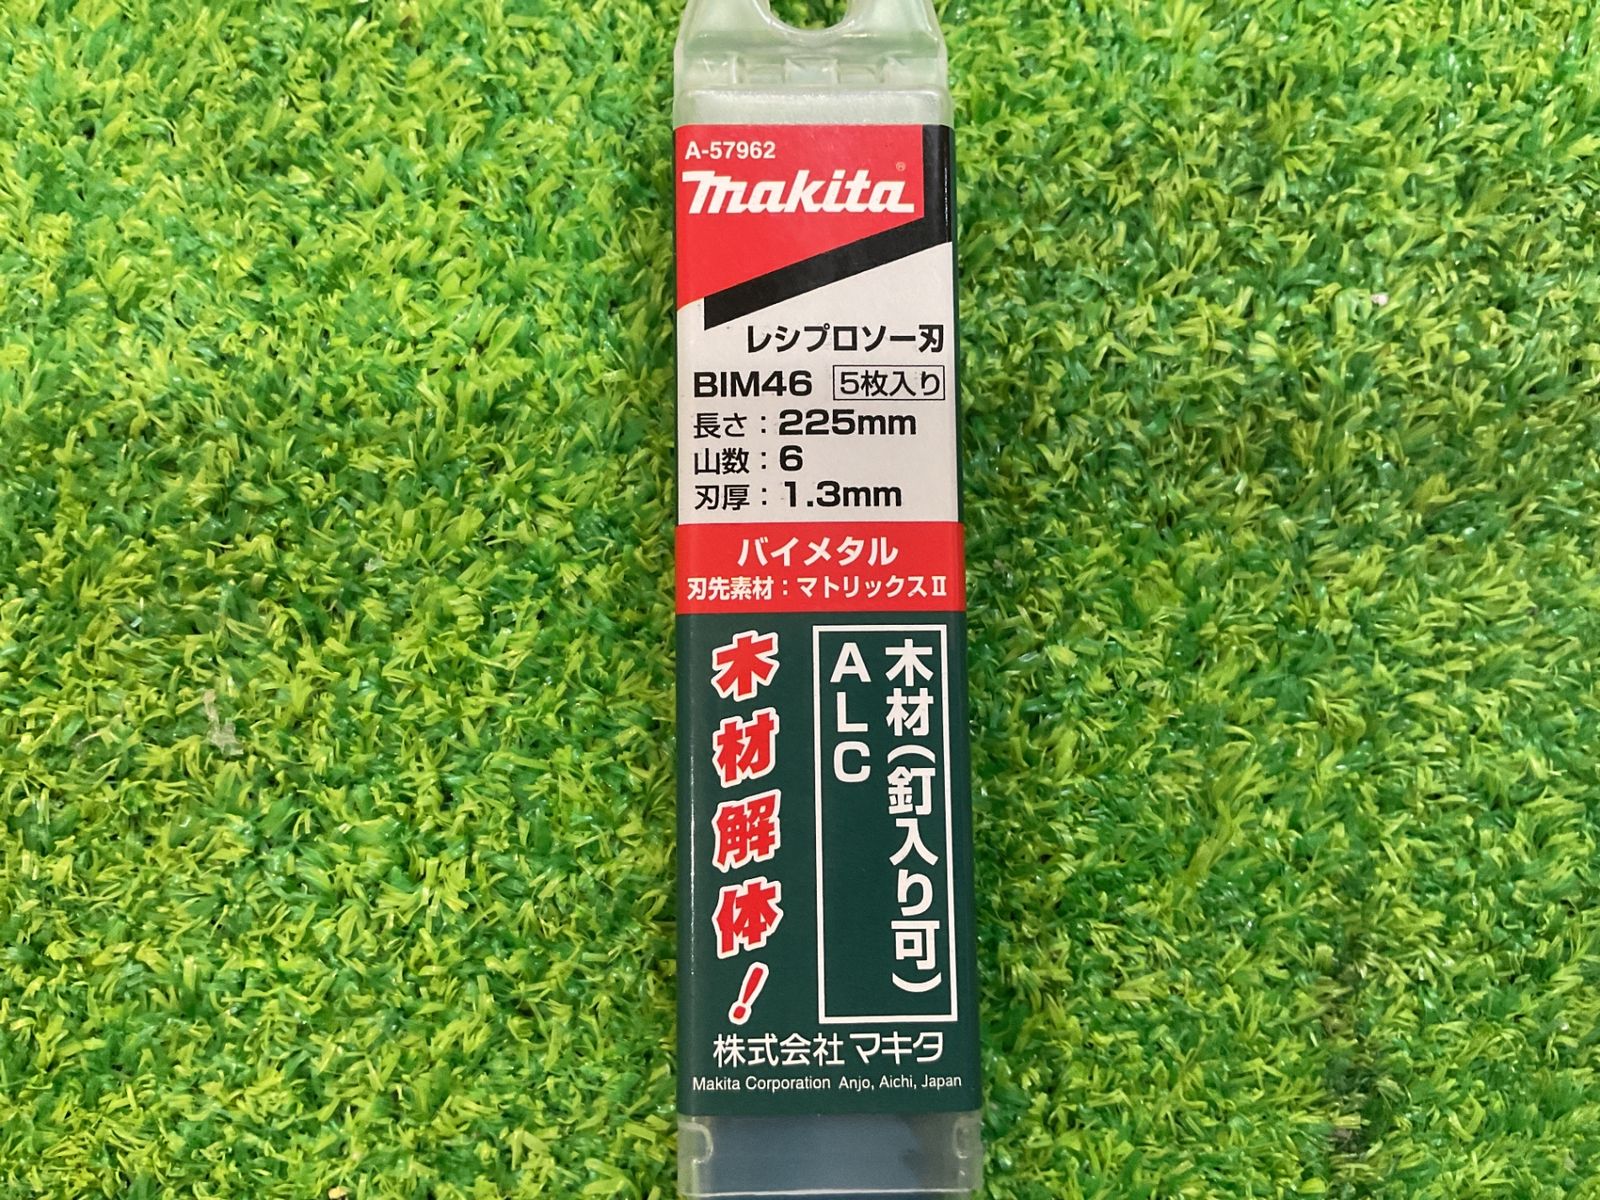 A-57962
makita®
レシプロソー刃
BIM46 5枚入り
長さ：225mm
山数：6
刃厚：1.3mm
バイメタル
刃先素材：マトリックスⅡ
木材(釘入り可)
ALC
木材解体！
株式会社マキタ
Makita Corporation Anjo, Aichi, Japan